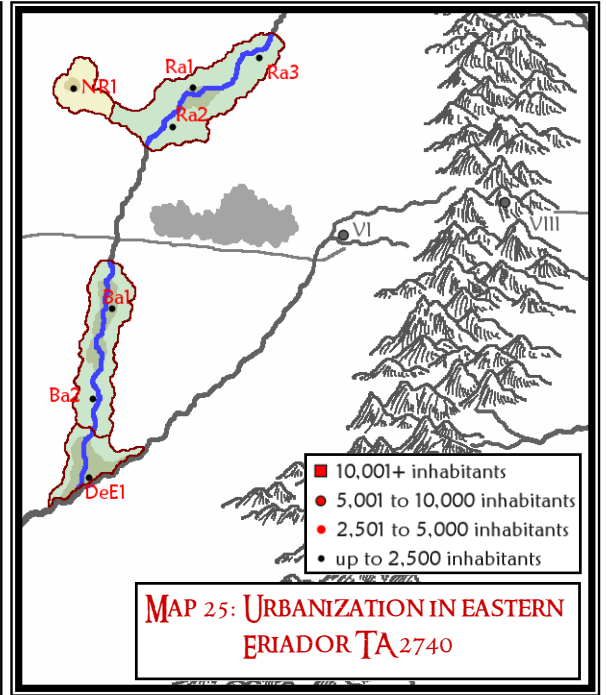 Ra1
Ra3
NR1
Ra2
VIII
VI
Ba1
Ba2
DeE1
10,001+ inhabitants
5,001 to 10,000 inhabitants
2,501 to 5,000 inhabitants
up to 2,500 inhabitants
Map 25: Urbanization in eastern
Eriador TA 2740